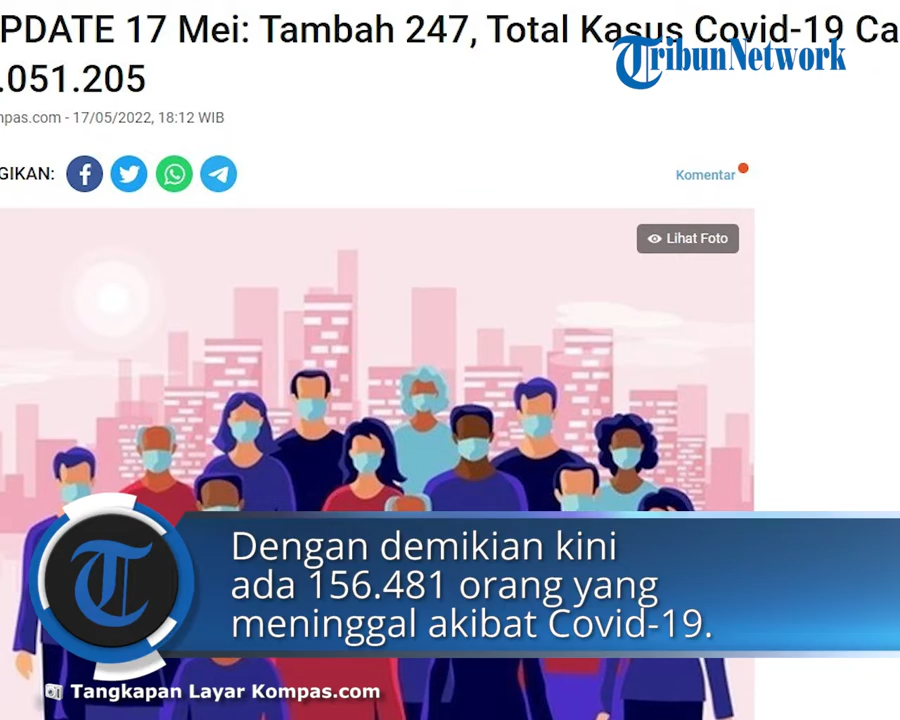 PDATE 17 Mei: Tambah 247, Total Kasus Covid-19 Ca
.051.205
TribunNetwork
mpas.com - 17/05/2022, 18:12 WIB
GIKAN:
Komentar
Lihat Foto
Dengan demikian kini
ada 156.481 orang yang
meninggal akibat Covid-19.
Tangkapan Layar Kompas.com